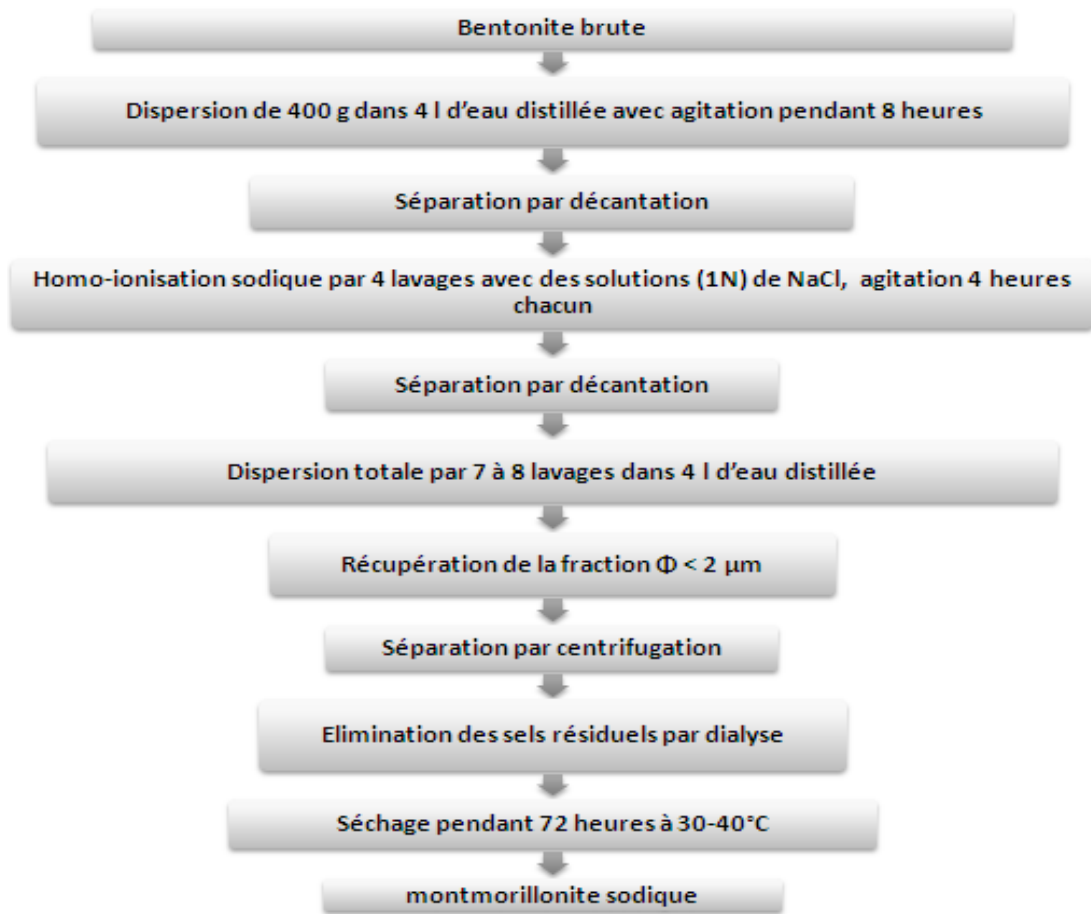 Bentonite brute
Dispersion de 400 g dans 4 l d'eau distillée avec agitation pendant 8 heures
Séparation par décantation
Homo-ionisation sodique par 4 lavages avec des solutions (1N) de NaCl, agitation 4 heures
chacun
Séparation par décantation
Dispersion totale par 7 à 8 lavages dans 4 l d'eau distillée
Récupération de la fraction Φ < 2 µm
Séparation par centrifugation
Elimination des sels résiduels par dialyse
Séchage pendant 72 heures à 30-40°C
montmorillonite sodique